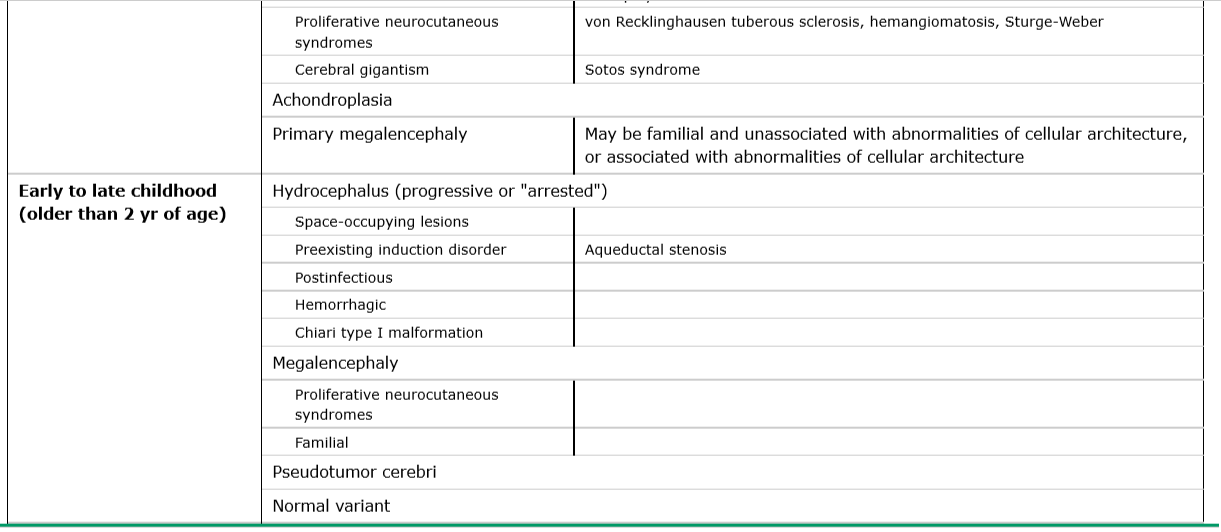 Proliferative neurocutaneous
syndromes
von Recklinghausen tuberous sclerosis, hemangiomatosis, Sturge-Weber
Cerebral gigantism
Sotos syndrome
Achondroplasia
Primary megalencephaly
May be familial and unassociated with abnormalities of cellular architecture,
or associated with abnormalities of cellular architecture
Early to late childhood
(older than 2 yr of age)
Hydrocephalus (progressive or "arrested")
Space-occupying lesions
Preexisting induction disorder
Aqueductal stenosis
Postinfectious
Hemorrhagic
Chiari type I malformation
Megalencephaly
Proliferative neurocutaneous
syndromes
Familial
Pseudotumor cerebri
Normal variant